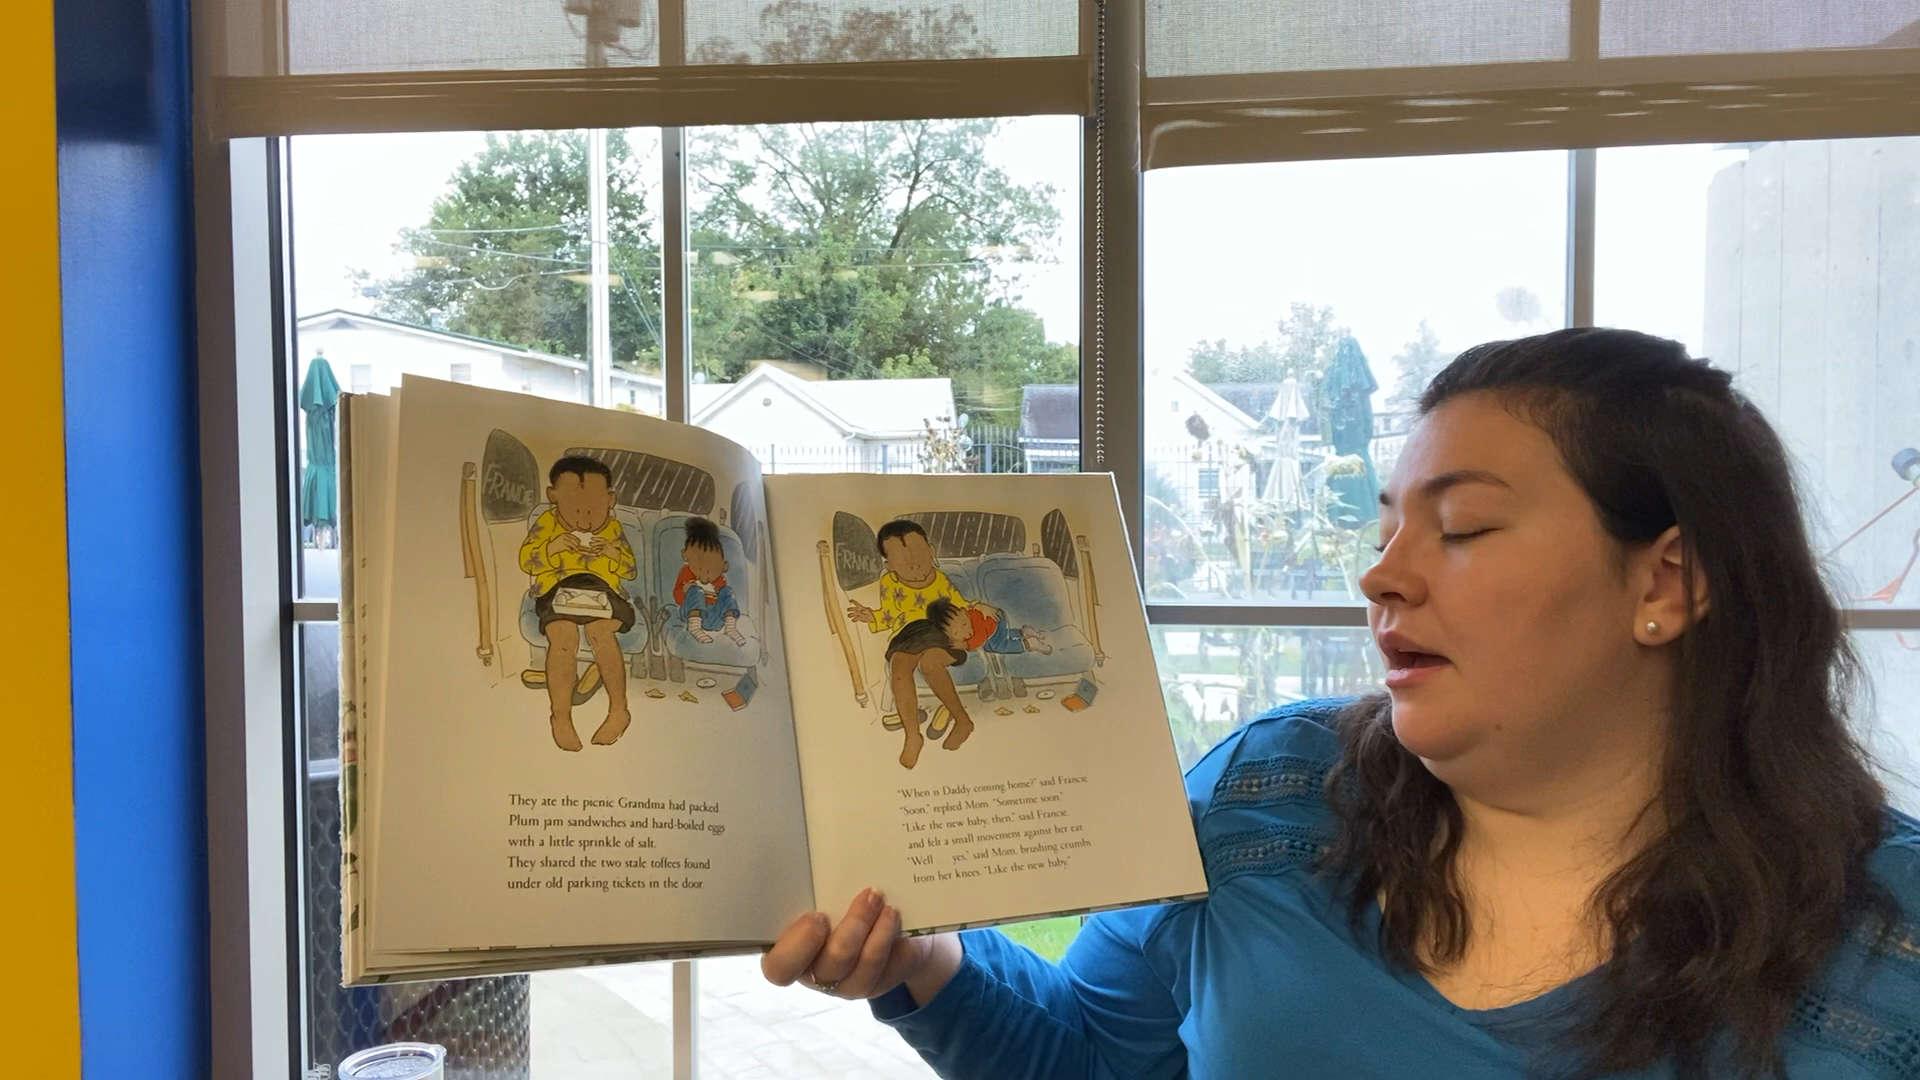 FRANCIE
They ate the picnic Grandma had packed.
Plum jam sandwiches and hard-boiled eggs
with a little sprinkle of salt.
They shared the two stale toffees found
under old parking tickets in the door.
FRANCIE
"When is Daddy coming home?" said Francie.
"Soon," replied Mom. "Sometime soon."
"Like the new baby, then," said Francie,
and felt a small movement against her ear.
"Well . . . yes," said Mom, brushing crumbs
from her knees. "Like the new baby."